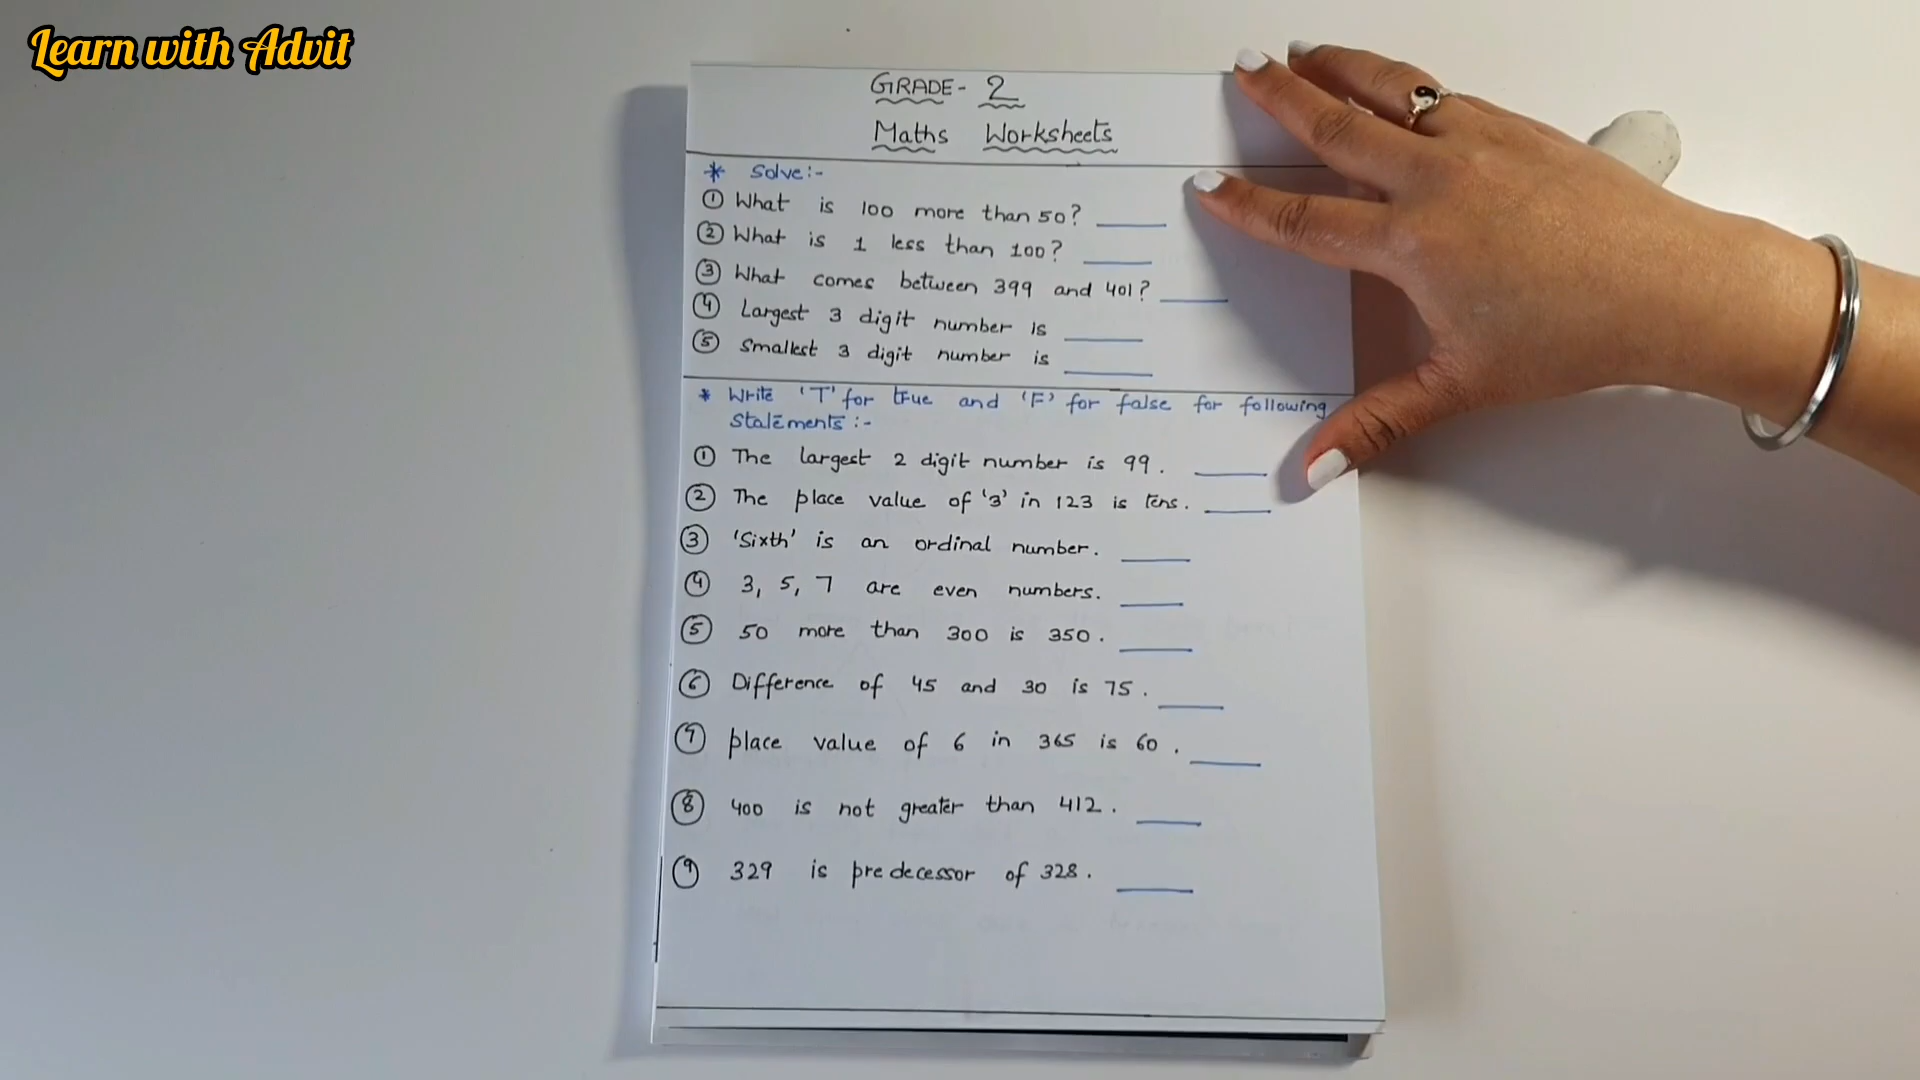 Learn with Advit
GRADE- 2
Maths Worksheets
* Solve:-
① What is 100 more than 50? ____
② What is 1 less than 100? ____
③ What comes between 399 and 401? ____
④ Largest 3 digit number is ____
⑤ Smallest 3 digit number is ____
* Write 'T' for true and 'F' for false for following
statements:-
① The largest 2 digit number is 99. ____
② The place value of '3' in 123 is tens. ____
③ 'Sixth' is an ordinal number. ____
④ 3, 5, 7 are even numbers. ____
⑤ 50 more than 300 is 350. ____
⑥ Difference of 45 and 30 is 75. ____
⑦ place value of 6 in 365 is 60. ____
⑧ 400 is not greater than 412. ____
⑨ 329 is predecessor of 328. ____